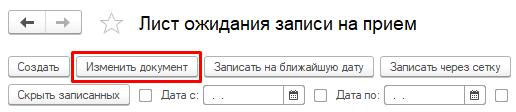 Лист ожидания записи на прием
Создать Изменить документ Записать на ближайшую дату Записать через сетку
Скрыть записанных Дата с: . . Дата по: . .